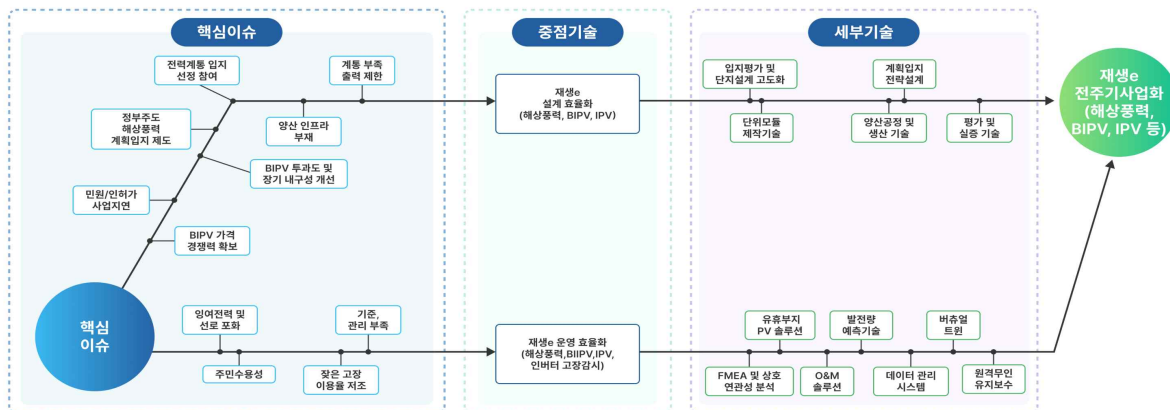 핵심이슈
전력계통 입지
선정 참여
계통 부족
출력 제한
정부주도
해상풍력
계획입지 제도
양산 인프라
부재
BIPV 투과도 및
장기 내구성 개선
민원/인허가
사업지연
BIPV 가격
경쟁력 확보
핵심
이슈
잉여전력 및
선로 포화
기준,
관리 부족
주민수용성
잦은 고장
이용율 저조
중점기술
재생e
설계 효율화
(해상풍력, BIPV, IPV)
재생e 운영 효율화
(해상풍력,BIIPV,IPV,
인버터 고장감시)
세부기술
입지평가 및
단지설계 고도화
계획입지
전략설계
단위모듈
제작기술
양산공정 및
생산 기술
평가 및
실증 기술
유휴부지
PV 솔루션
발전량
예측기술
버츄얼
트윈
FMEA 및 상호
연관성 분석
O&M
솔루션
데이터 관리
시스템
원격무인
유지보수
재생e
전주기사업화
(해상풍력,
BIPV, IPV 등)